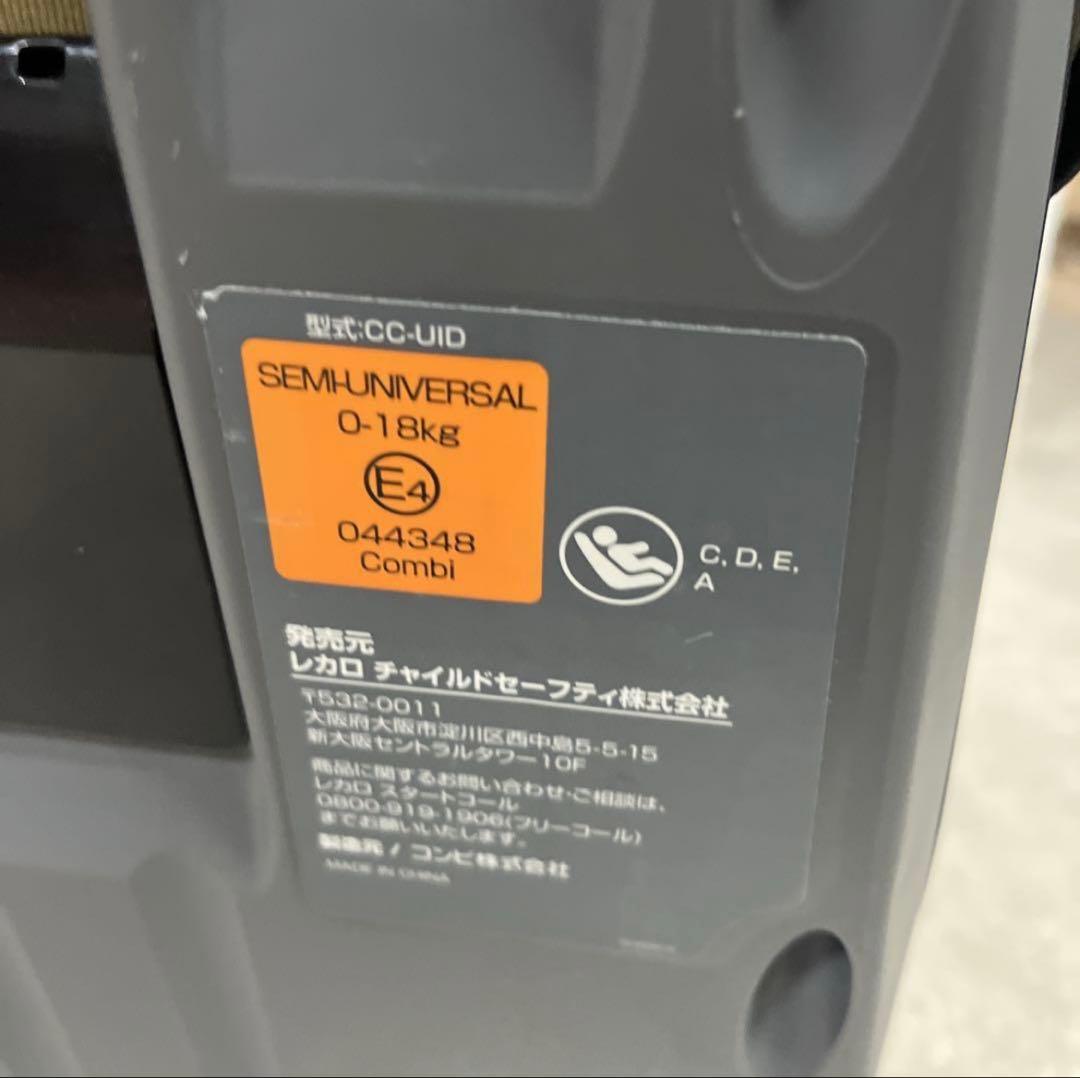 型式:CC-UID
SEMI-UNIVERSAL
0-18kg
E4
044348
Combi
C, D, E,
A
発売元
レカロ チャイルドセーフティ株式会社
〒532-0011
大阪府大阪市淀川区西中島5-5-15
新大阪セントラルタワー10F
商品に関するお問い合わせ・ご相談は、
レカロ スタートコール
0800-919-1906(フリーコール)
までお願いいたします。
製造元 / コンビ株式会社
MADE IN CHINA